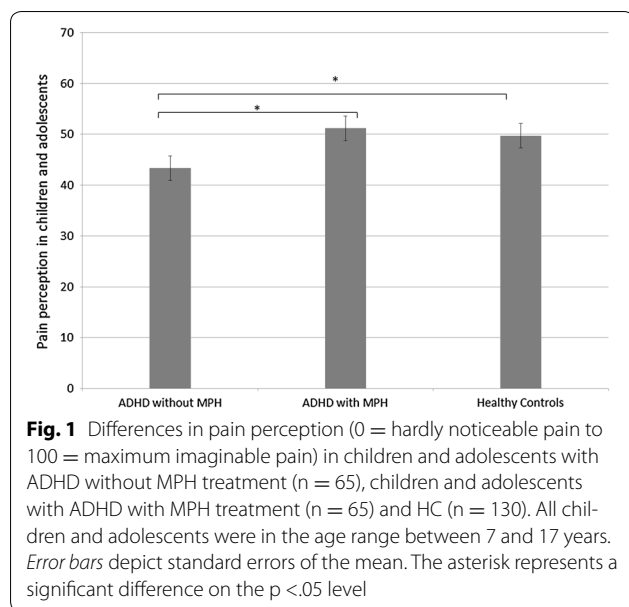 70
60
50
40
30
20
10
0
Pain perception in children and adolescents
*
*
ADHD without MPH
ADHD with MPH
Healthy Controls
Fig. 1 Differences in pain perception (0 = hardly noticeable pain to
100 = maximum imaginable pain) in children and adolescents with
ADHD without MPH treatment (n = 65), children and adolescents
with ADHD with MPH treatment (n = 65) and HC (n = 130). All chil-
dren and adolescents were in the age range between 7 and 17 years.
Error bars depict standard errors of the mean. The asterisk represents a
significant difference on the p <.05 level